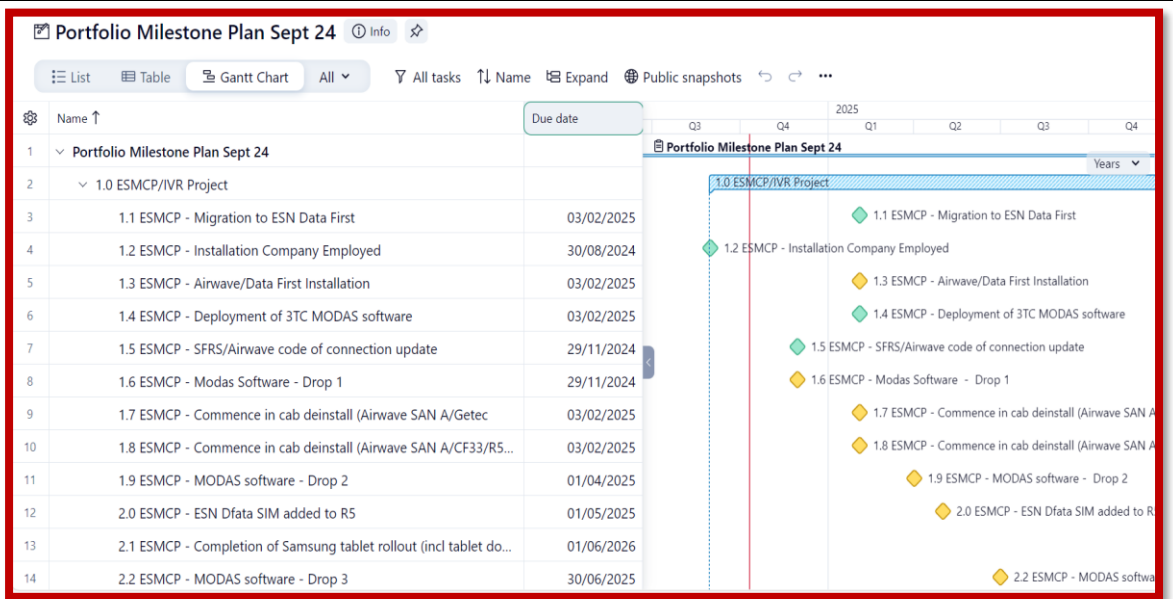 Portfolio Milestone Plan Sept 24 Info
List Table Gantt Chart All All tasks Name Expand Public snapshots
Name Due date
2025
Q3 Q4 Q1 Q2 Q3 Q4
1 Portfolio Milestone Plan Sept 24
Portfolio Milestone Plan Sept 24
Years
2 1.0 ESMCP/IVR Project
1.0 ESMCP/IVR Project
3 1.1 ESMCP - Migration to ESN Data First 03/02/2025
1.1 ESMCP - Migration to ESN Data First
4 1.2 ESMCP - Installation Company Employed 30/08/2024
1.2 ESMCP - Installation Company Employed
5 1.3 ESMCP - Airwave/Data First Installation 03/02/2025
1.3 ESMCP - Airwave/Data First Installation
6 1.4 ESMCP - Deployment of 3TC MODAS software 03/02/2025
1.4 ESMCP - Deployment of 3TC MODAS software
7 1.5 ESMCP - SFRS/Airwave code of connection update 29/11/2024
1.5 ESMCP - SFRS/Airwave code of connection update
8 1.6 ESMCP - Modas Software - Drop 1 29/11/2024
1.6 ESMCP - Modas Software - Drop 1
9 1.7 ESMCP - Commence in cab deinstall (Airwave SAN A/Getec 03/02/2025
1.7 ESMCP - Commence in cab deinstall (Airwave SAN A
10 1.8 ESMCP - Commence in cab deinstall (Airwave SAN A/CF33/R5... 03/02/2025
1.8 ESMCP - Commence in cab deinstall (Airwave SAN A
11 1.9 ESMCP - MODAS software - Drop 2 01/04/2025
1.9 ESMCP - MODAS software - Drop 2
12 2.0 ESMCP - ESN Dfata SIM added to R5 01/05/2025
2.0 ESMCP - ESN Dfata SIM added to R
13 2.1 ESMCP - Completion of Samsung tablet rollout (incl tablet do... 01/06/2026
14 2.2 ESMCP - MODAS software - Drop 3 30/06/2025
2.2 ESMCP - MODAS softwa